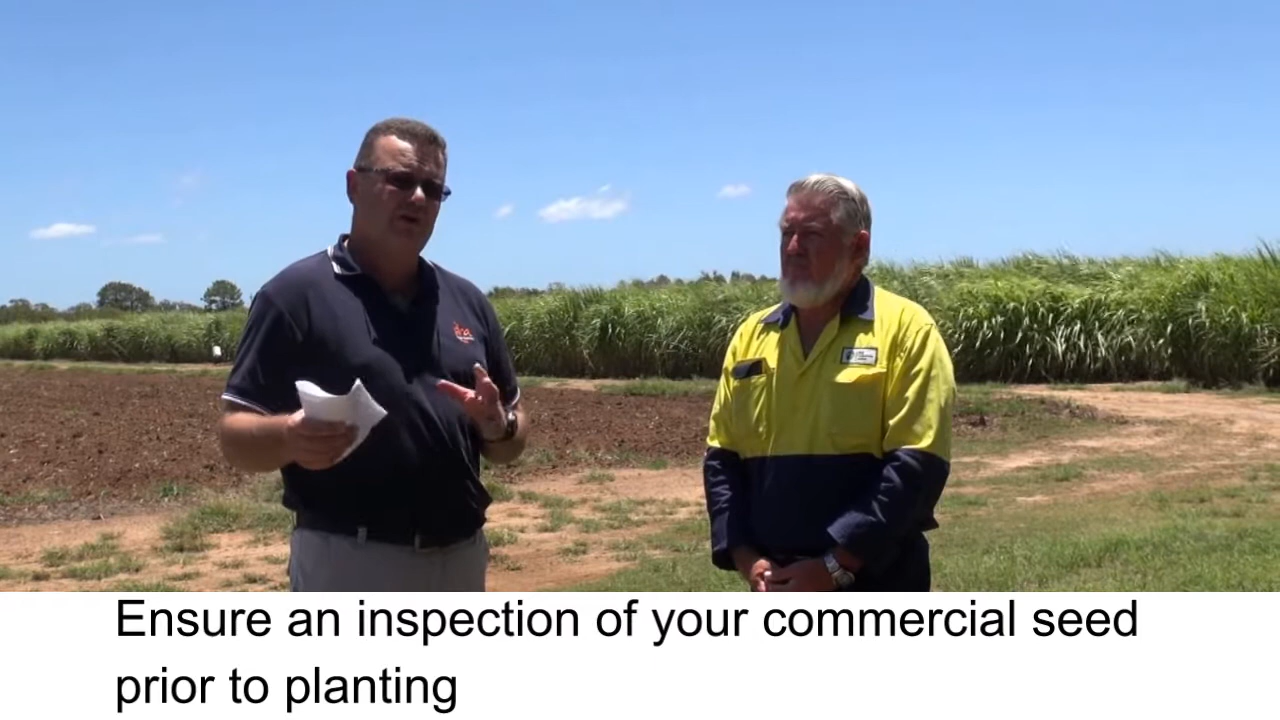 Ensure an inspection of your commercial seed
prior to planting